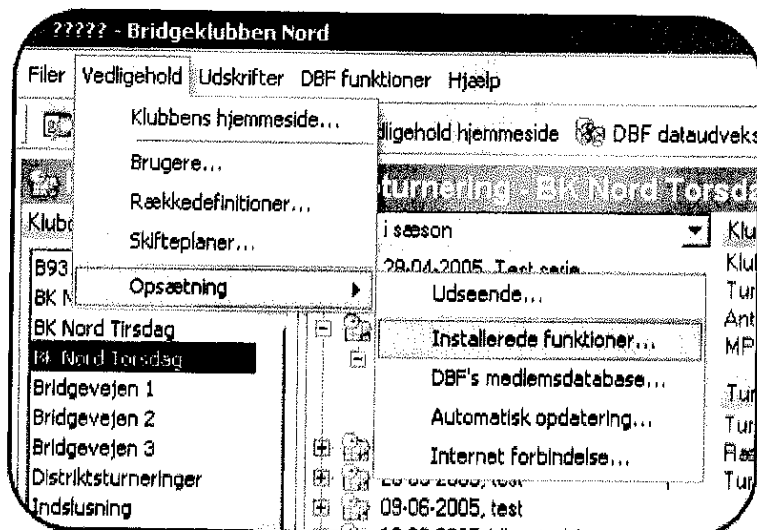 ????? - Bridgeklubben Nord
Filer Vedligehold Udskrifter DBF funktioner Hjælp
Klubbens hjemmeside...
Brugere...
Rækkedefinitioner...
Skifteplaner...
Opsætning
dligehold hjemmeside DBF dataudveks
turnering - BK Nord Torsda
i sæson
29-04-2005, Test serie
Udseende...
Installerede funktioner...
DBF's medlemsdatabase...
Automatisk opdatering...
Internet forbindelse...
B93
BK N
BK Nord Tirsdag
BK Nord Torsdag
Bridgevejen 1
Bridgevejen 2
Bridgevejen 3
Distriktsturneringer
Indslusning
09-06-2005, test
Klu
Klu
Tur
Ant
MP
Tur
Tur
Ræ
Tur